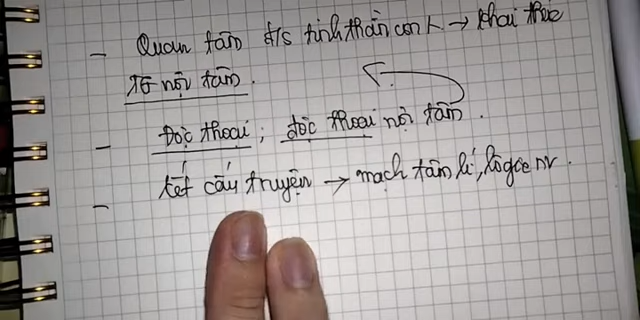 - Quan tâm đ/s tinh thần con ⊢ → khai thác
TG nội tâm.
- Độc thoại; độc thoại nội tâm.
- kết cấu truyện → mạch tâm lí, lôgic nv.